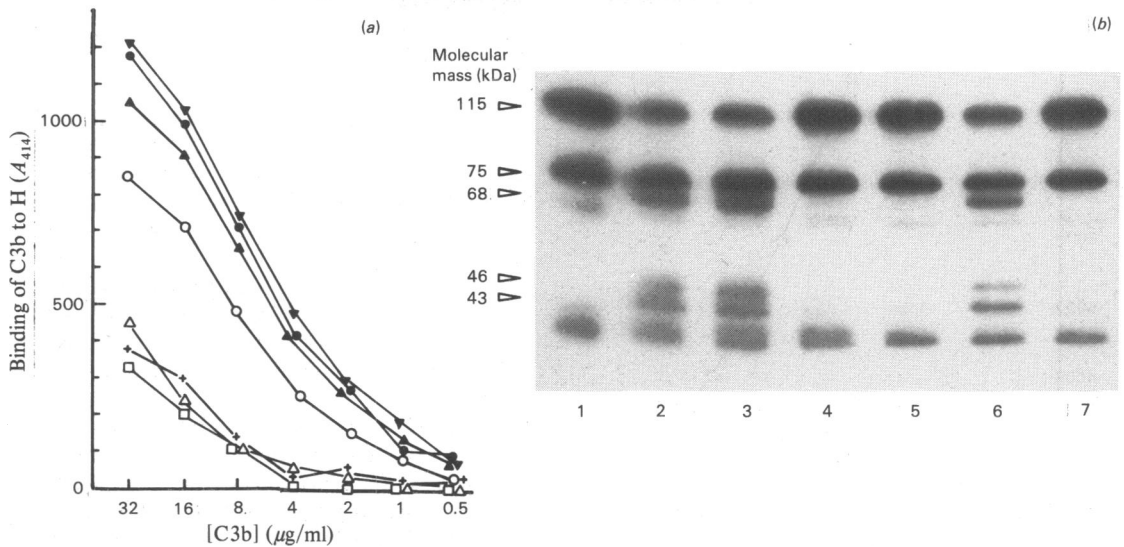 (a)
Binding of C3b to H (A414)
1000
500
0
32 16 8 4 2 1 0.5
[C3b] (μg/ml)
(b)
Molecular
mass (kDa)
115
75
68
46
43
1 2 3 4 5 6 7